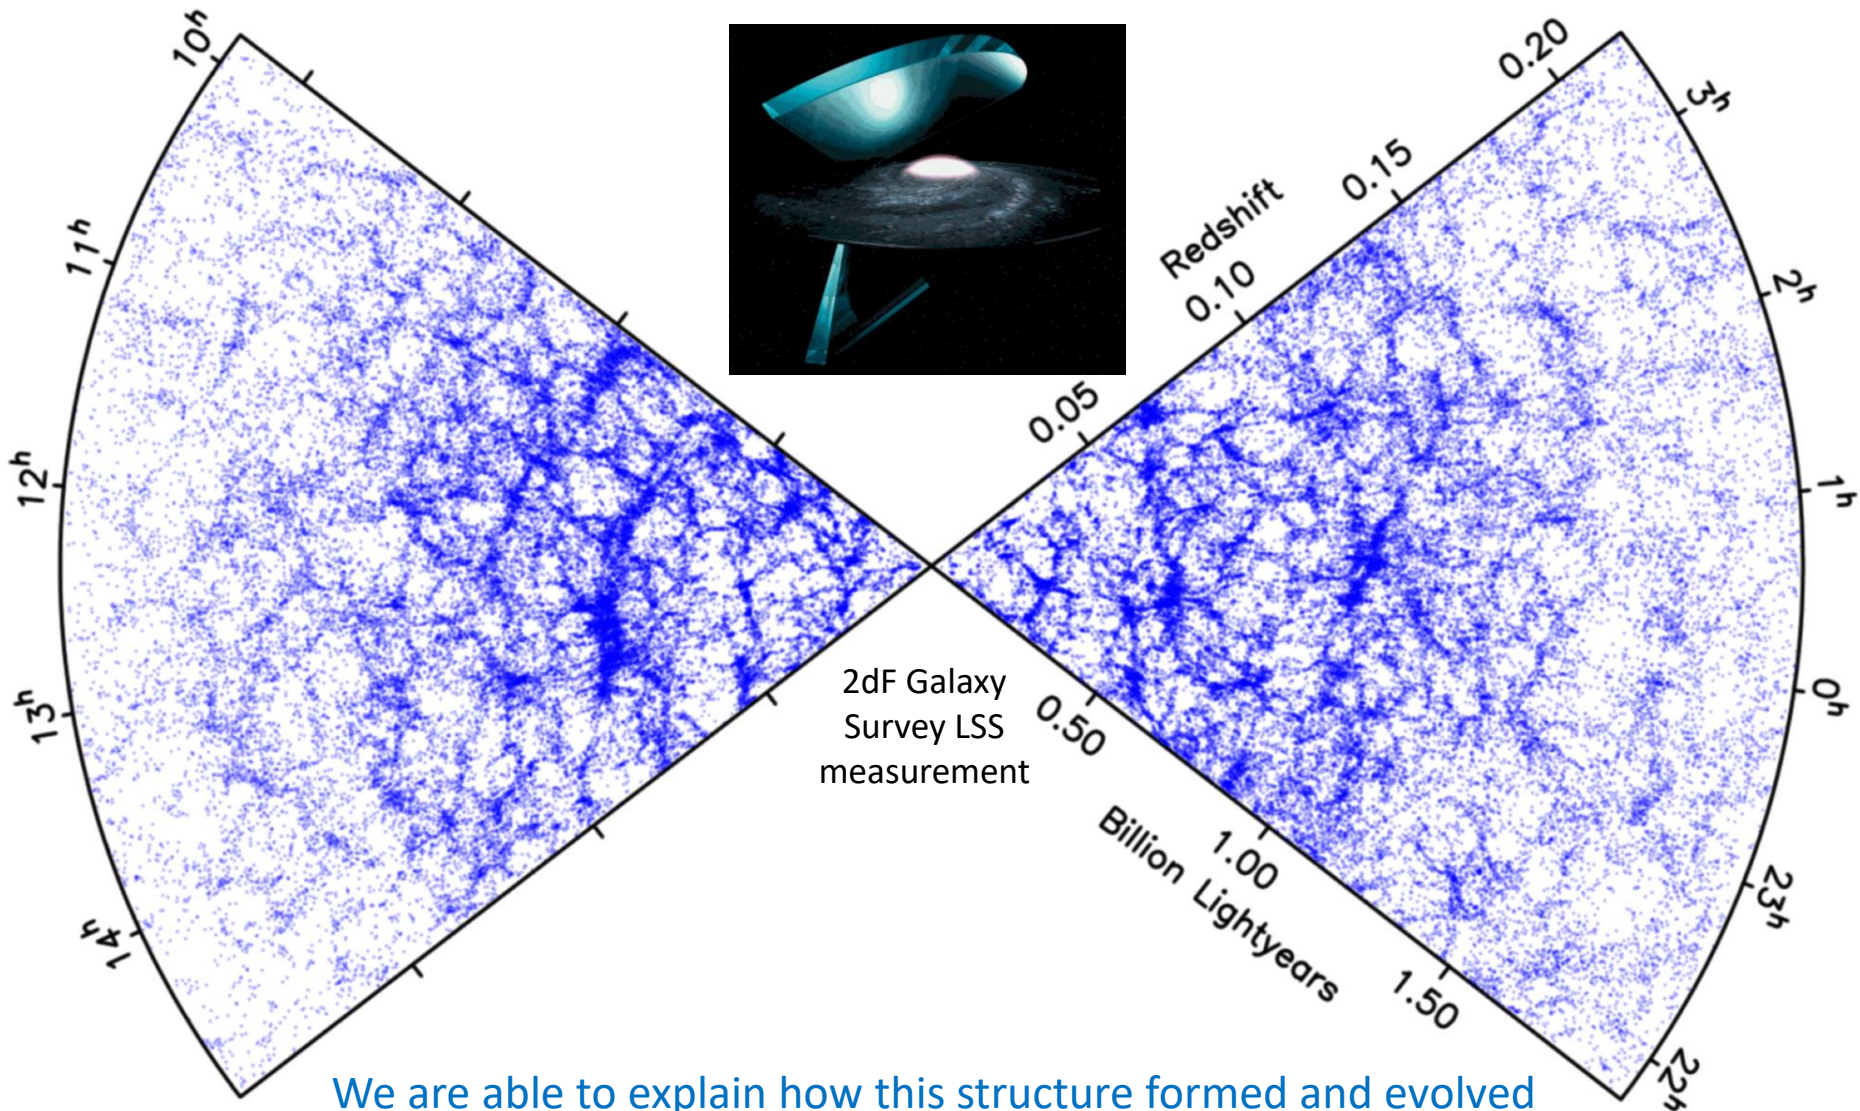 10h
11h
12h
13h
14h
Redshift
0.05
0.10
0.15
0.20
3h
2h
1h
0h
23h
22h
2dF Galaxy
Survey LSS
measurement
0.50
1.00
1.50
Billion Lightyears
We are able to explain how this structure formed and evolved